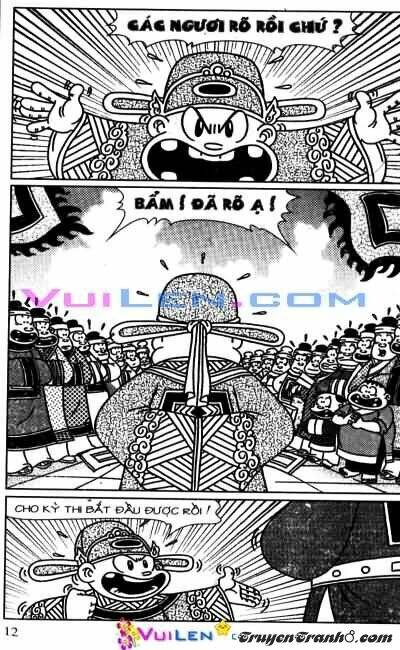 CÁC NGƯƠI RÕ RỒI CHỨ ?
BẨM ! ĐÃ RÕ Ạ !
VUILEN.COM
CHO KỲ THI BẮT ĐẦU ĐƯỢC RỒI !
12
VUILEN
TruyenTranh8.com